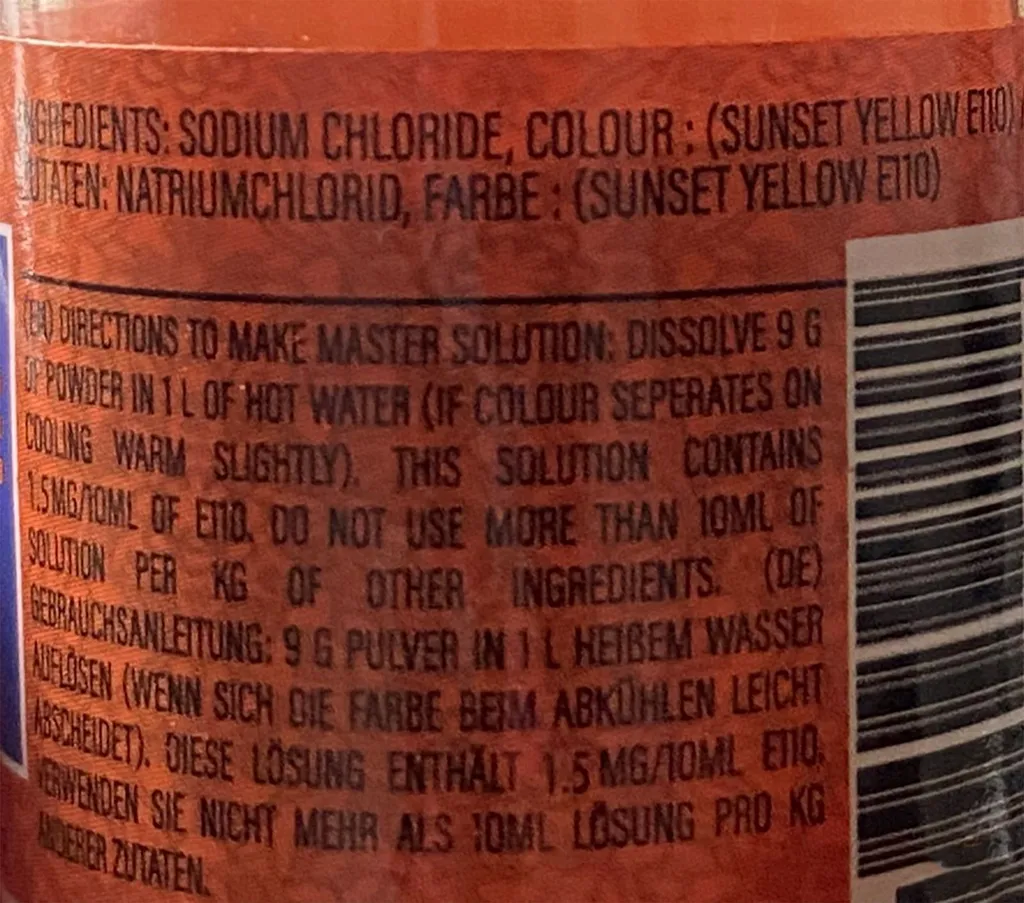 INGREDIENTS: SODIUM CHLORIDE, COLOUR : (SUNSET YELLOW E110)
ZUTATEN: NATRIUMCHLORID, FARBE : (SUNSET YELLOW E110)
(EN) DIRECTIONS TO MAKE MASTER SOLUTION: DISSOLVE 9 G
OF POWDER IN 1 L OF HOT WATER (IF COLOUR SEPERATES ON
COOLING WARM SLIGHTLY). THIS SOLUTION CONTAINS
1.5MG/10ML OF E110. DO NOT USE MORE THAN 10ML OF
SOLUTION PER KG OF OTHER INGREDIENTS. (DE)
GEBRAUCHSANLEITUNG: 9 G PULVER IN 1 L HEIßEM WASSER
AUFLÖSEN (WENN SICH DIE FARBE BEIM ABKÜHLEN LEICHT
ABSCHEIDET). DIESE LÖSUNG ENTHÄLT 1.5 MG/10ML E110.
VERWENDEN SIE NICHT MEHR ALS 10ML LÖSUNG PRO KG
ANDERER ZUTATEN.